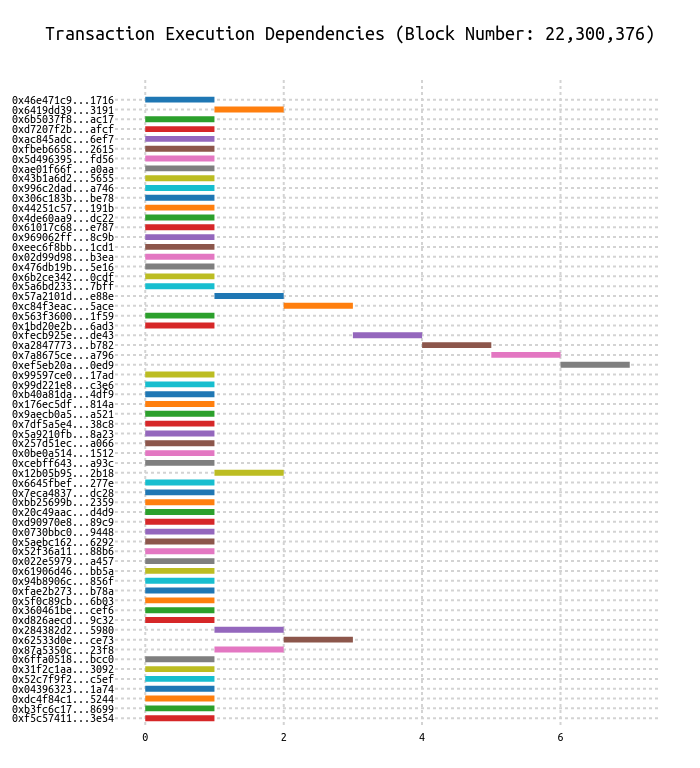 Transaction Execution Dependencies (Block Number: 22,300,376)
0x46e471c9...1716
0x6419dd39...3191
0x6b5037f8...ac17
0xd7207f2b...afcf
0xac845adc...6ef7
0xfbeb6658...2615
0x5d496395...fd56
0xae01f66f...a0aa
0x43b1a6d2...5655
0x996c2dad...a746
0x306c183b...be78
0x44251c57...191b
0x4de60aa9...dc22
0x61017c68...e787
0x969062ff...8c9b
0xeec6f8bb...1cd1
0x02d99d98...b3ea
0x476db19b...5e16
0x6b2ce342...0cdf
0x5a6bd233...7bff
0x57a2101d...e88e
0xc84f3eac...5ace
0x563f3600...1f59
0x1bd20e2b...6ad3
0xfecb925e...de43
0xa2847773...b782
0x7a8675ce...a796
0xef5eb20a...0ed9
0x99597ce0...17ad
0x99d221e8...c3e6
0xb40a81da...4df9
0x176ec5df...814a
0x9aecb0a5...a521
0x7df5a5e4...38c8
0x5a9210fb...8a23
0x257d51ec...a066
0x0be0a514...1512
0xcebff643...a93c
0x12b05b95...2b18
0x6645fbef...277e
0x7eca4837...dc28
0xbb25699b...2359
0x20c49aac...d4d9
0xd90970e8...89c9
0x0730bbc0...9448
0x5aebc162...6292
0x52f36a11...88b6
0x022e5979...a457
0x61906d46...bb5a
0x94b8906c...856f
0xfae2b273...b78a
0x5f0c89cb...6b03
0x360461be...cef6
0xd826aecd...9c32
0x284382d2...5980
0x62533d0e...ce73
0x87a5350c...23f8
0x6ffa0518...bcc0
0x31f2c1aa...3092
0x52c7f9f2...c5ef
0x04396323...1a74
0xdc4f84c1...5244
0xb3fc6c17...8699
0xf5c57411...3e54
0 2 4 6